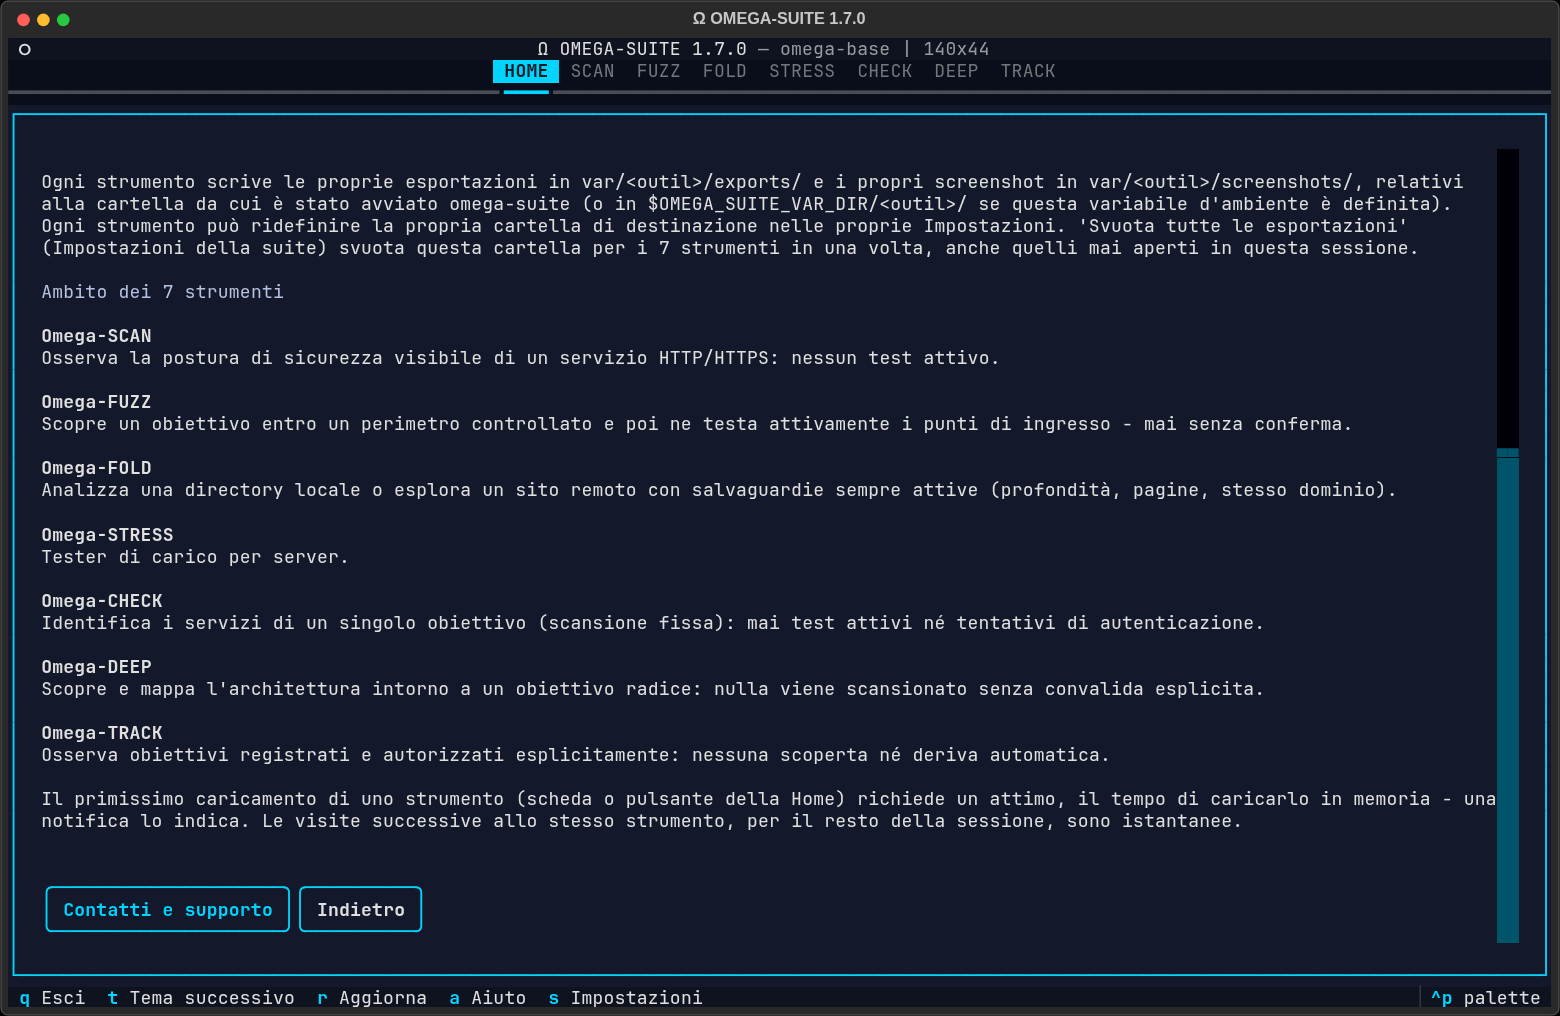 Ω OMEGA-SUITE 1.7.0
Ω OMEGA-SUITE 1.7.0 — omega-base | 140x44
HOME SCAN FUZZ FOLD STRESS CHECK DEEP TRACK
Ogni strumento scrive le proprie esportazioni in var/<outil>/exports/ e i propri screenshot in var/<outil>/screenshots/, relativi
alla cartella da cui è stato avviato omega-suite (o in $OMEGA_SUITE_VAR_DIR/<outil>/ se questa variabile d'ambiente è definita).
Ogni strumento può ridefinire la propria cartella di destinazione nelle proprie Impostazioni. 'Svuota tutte le esportazioni'
(Impostazioni della suite) svuota questa cartella per i 7 strumenti in una volta, anche quelli mai aperti in questa sessione.
Ambito dei 7 strumenti
Omega-SCAN
Osserva la postura di sicurezza visibile di un servizio HTTP/HTTPS: nessun test attivo.
Omega-FUZZ
Scopre un obiettivo entro un perimetro controllato e poi ne testa attivamente i punti di ingresso - mai senza conferma.
Omega-FOLD
Analizza una directory locale o esplora un sito remoto con salvaguardie sempre attive (profondità, pagine, stesso dominio).
Omega-STRESS
Tester di carico per server.
Omega-CHECK
Identifica i servizi di un singolo obiettivo (scansione fissa): mai test attivi né tentativi di autenticazione.
Omega-DEEP
Scopre e mappa l'architettura intorno a un obiettivo radice: nulla viene scansionato senza convalida esplicita.
Omega-TRACK
Osserva obiettivi registrati e autorizzati esplicitamente: nessuna scoperta né deriva automatica.
Il primissimo caricamento di uno strumento (scheda o pulsante della Home) richiede un attimo, il tempo di caricarlo in memoria - una
notifica lo indica. Le visite successive allo stesso strumento, per il resto della sessione, sono istantanee.
Contatti e supporto Indietro
q Esci t Tema successivo r Aggiorna a Aiuto s Impostazioni ^p palette